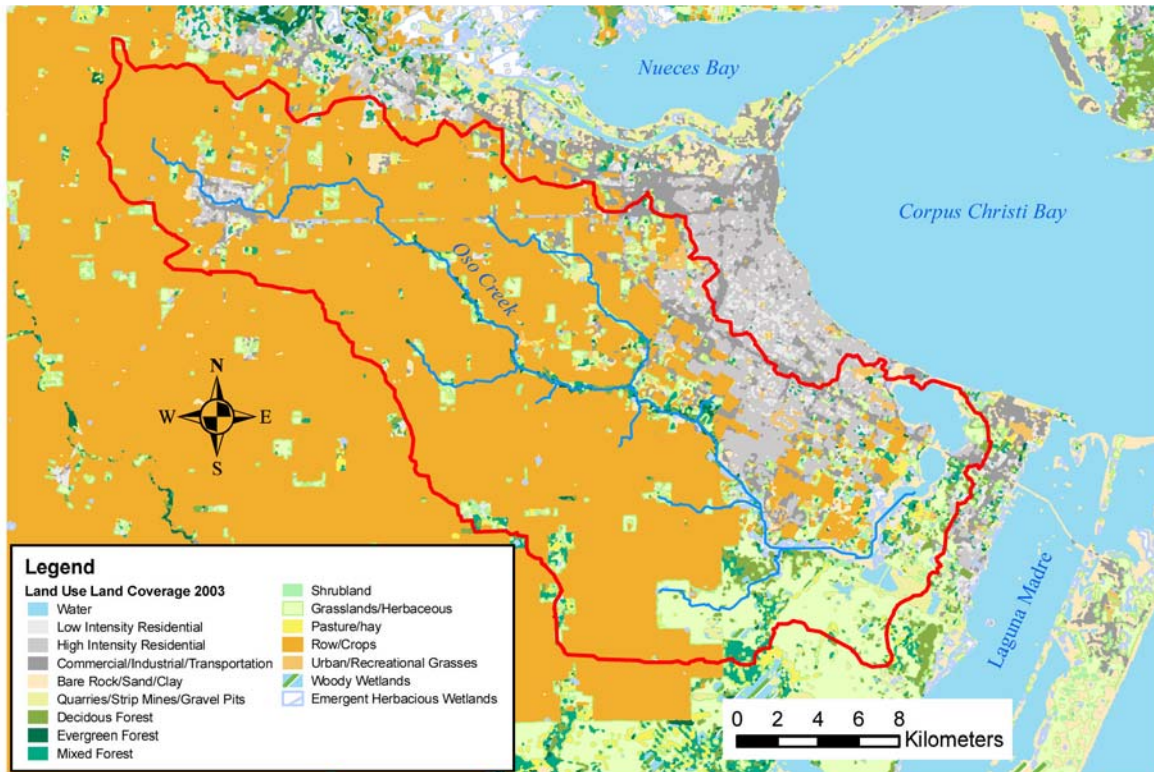 Nueces Bay
Corpus Christi Bay
Oso Creek
N
W E
S
Laguna Madre
Legend
Land Use Land Coverage 2003
Water
Low Intensity Residential
High Intensity Residential
Commercial/Industrial/Transportation
Bare Rock/Sand/Clay
Quarries/Strip Mines/Gravel Pits
Decidous Forest
Evergreen Forest
Mixed Forest
Shrubland
Grasslands/Herbaceous
Pasture/hay
Row/Crops
Urban/Recreational Grasses
Woody Wetlands
Emergent Herbacious Wetlands
0 2 4 6 8
Kilometers